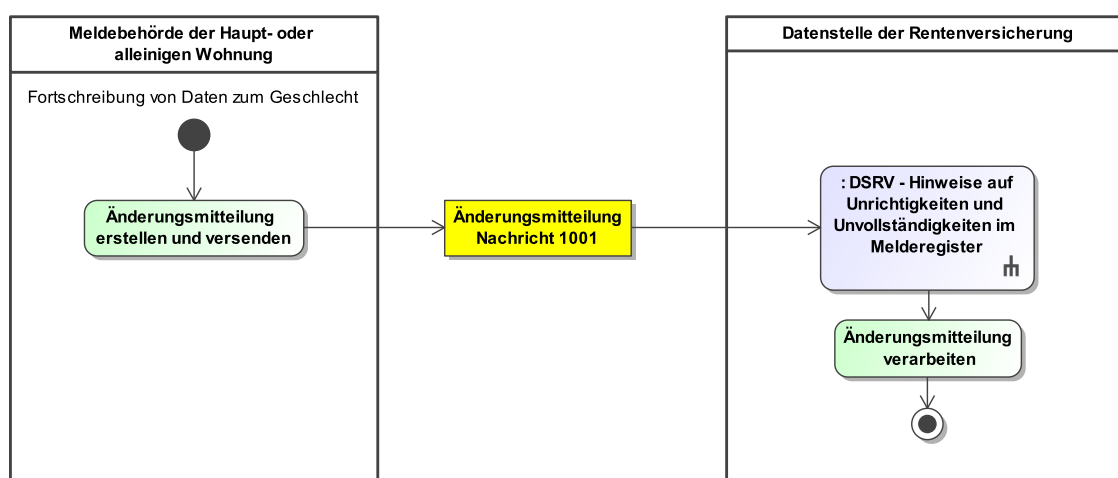 Meldebehörde der Haupt- oder
alleinigen Wohnung
Fortschreibung von Daten zum Geschlecht
Änderungsmitteilung
erstellen und versenden
Änderungsmitteilung
Nachricht 1001
Datenstelle der Rentenversicherung
: DSRV - Hinweise auf
Unrichtigkeiten und
Unvollständigkeiten im
Melderegister
Änderungsmitteilung
verarbeiten